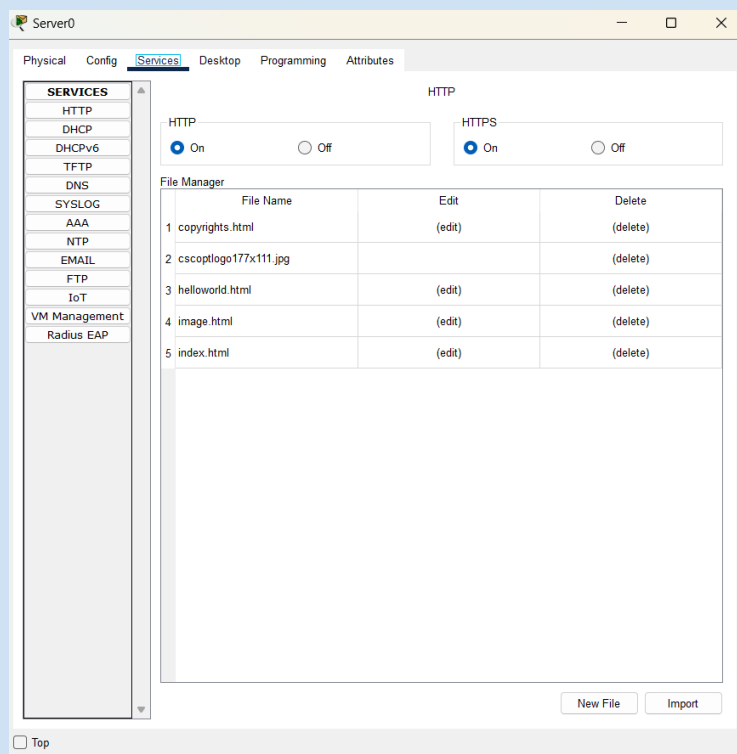 Server0
Physical Config Services Desktop Programming Attributes
SERVICES
HTTP
DHCP
DHCPv6
TFTP
DNS
SYSLOG
AAA
NTP
EMAIL
FTP
IoT
VM Management
Radius EAP
HTTP
HTTP
On Off
HTTPS
On Off
File Manager
File Name Edit Delete
1 copyrights.html (edit) (delete)
2 cscoptlogo177x111.jpg (delete)
3 helloworld.html (edit) (delete)
4 image.html (edit) (delete)
5 index.html (edit) (delete)
New File Import
Top